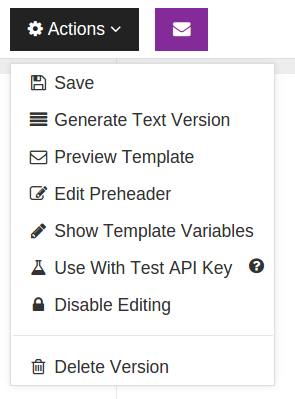 Actions
Save
Generate Text Version
Preview Template
Edit Preheader
Show Template Variables
Use With Test API Key ?
Disable Editing
Delete Version